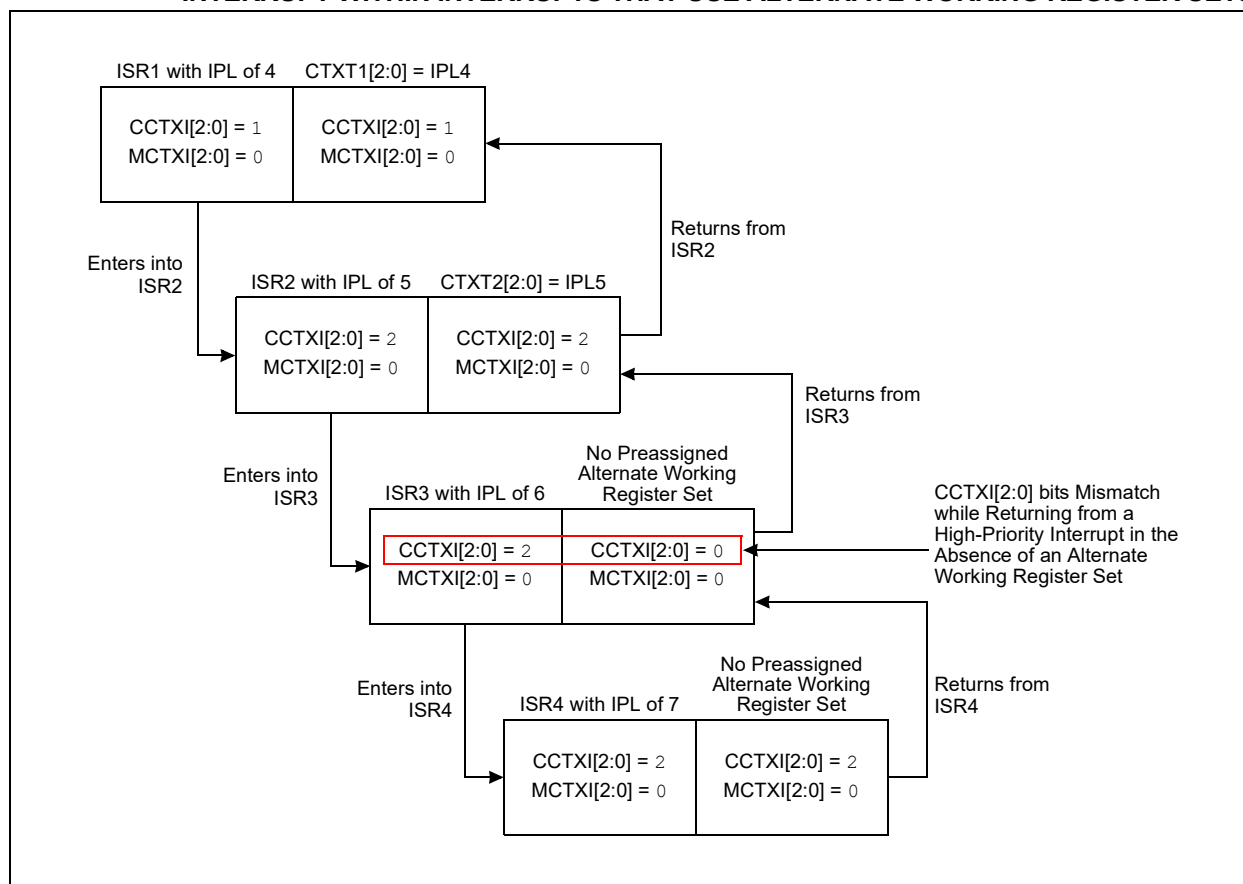 ISR1 with IPL of 4 CTXT1[2:0] = IPL4
CCTXI[2:0] = 1 CCTXI[2:0] = 1
MCTXI[2:0] = 0 MCTXI[2:0] = 0
Returns from
ISR2
Enters into
ISR2
ISR2 with IPL of 5 CTXT2[2:0] = IPL5
CCTXI[2:0] = 2 CCTXI[2:0] = 2
MCTXI[2:0] = 0 MCTXI[2:0] = 0
Returns from
ISR3
Enters into
ISR3
No Preassigned
Alternate Working
Register Set
ISR3 with IPL of 6
CCTXI[2:0] = 2 CCTXI[2:0] = 0
MCTXI[2:0] = 0 MCTXI[2:0] = 0
CCTXI[2:0] bits Mismatch
while Returning from a
High-Priority Interrupt in the
Absence of an Alternate
Working Register Set
Enters into
ISR4
No Preassigned
Alternate Working
Register Set
ISR4 with IPL of 7
Returns from
ISR4
CCTXI[2:0] = 2 CCTXI[2:0] = 2
MCTXI[2:0] = 0 MCTXI[2:0] = 0